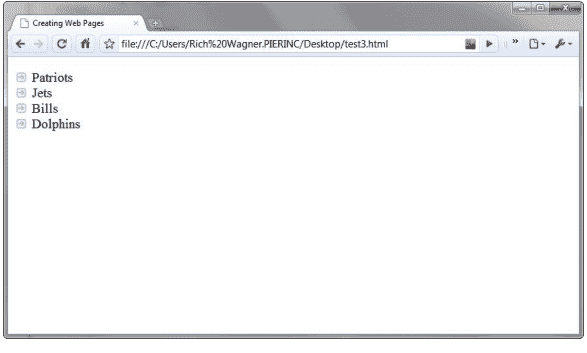 Creating Web Pages
file:///C:/Users/Rich%20Wagner.PIERINC/Desktop/test3.html
Patriots
Jets
Bills
Dolphins